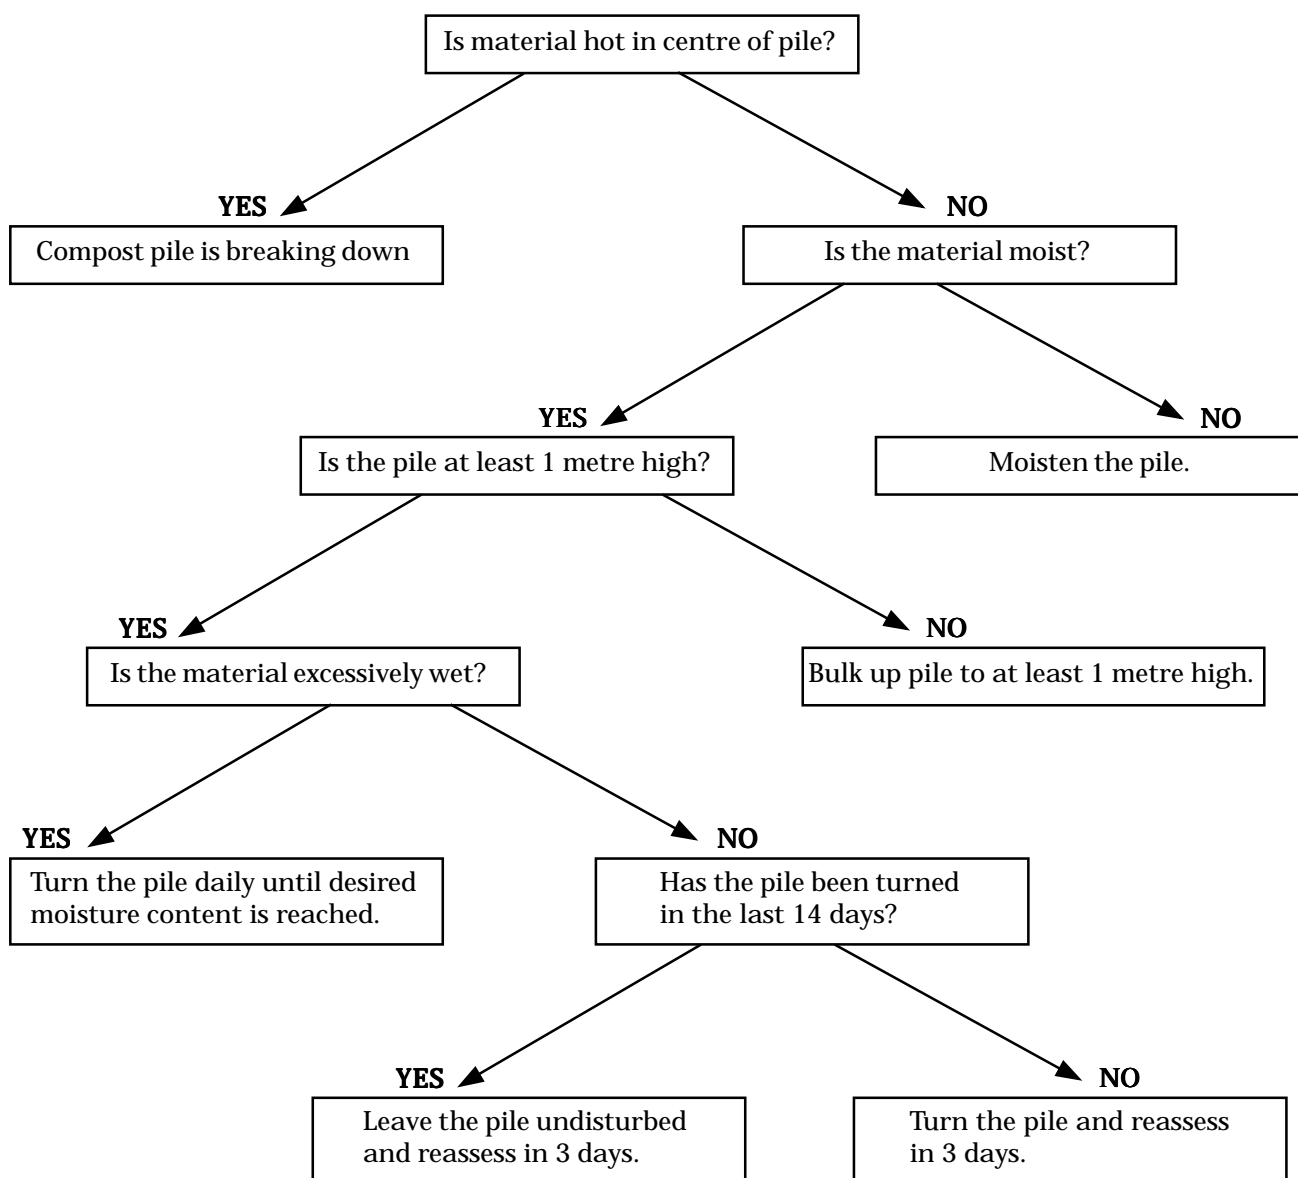 Is material hot in centre of pile?
YES
NO
Compost pile is breaking down
Is the material moist?
YES
NO
Is the pile at least 1 metre high?
Moisten the pile.
YES
NO
Is the material excessively wet?
Bulk up pile to at least 1 metre high.
YES
NO
Turn the pile daily until desired
moisture content is reached.
Has the pile been turned
in the last 14 days?
YES
NO
Leave the pile undisturbed
and reassess in 3 days.
Turn the pile and reassess
in 3 days.